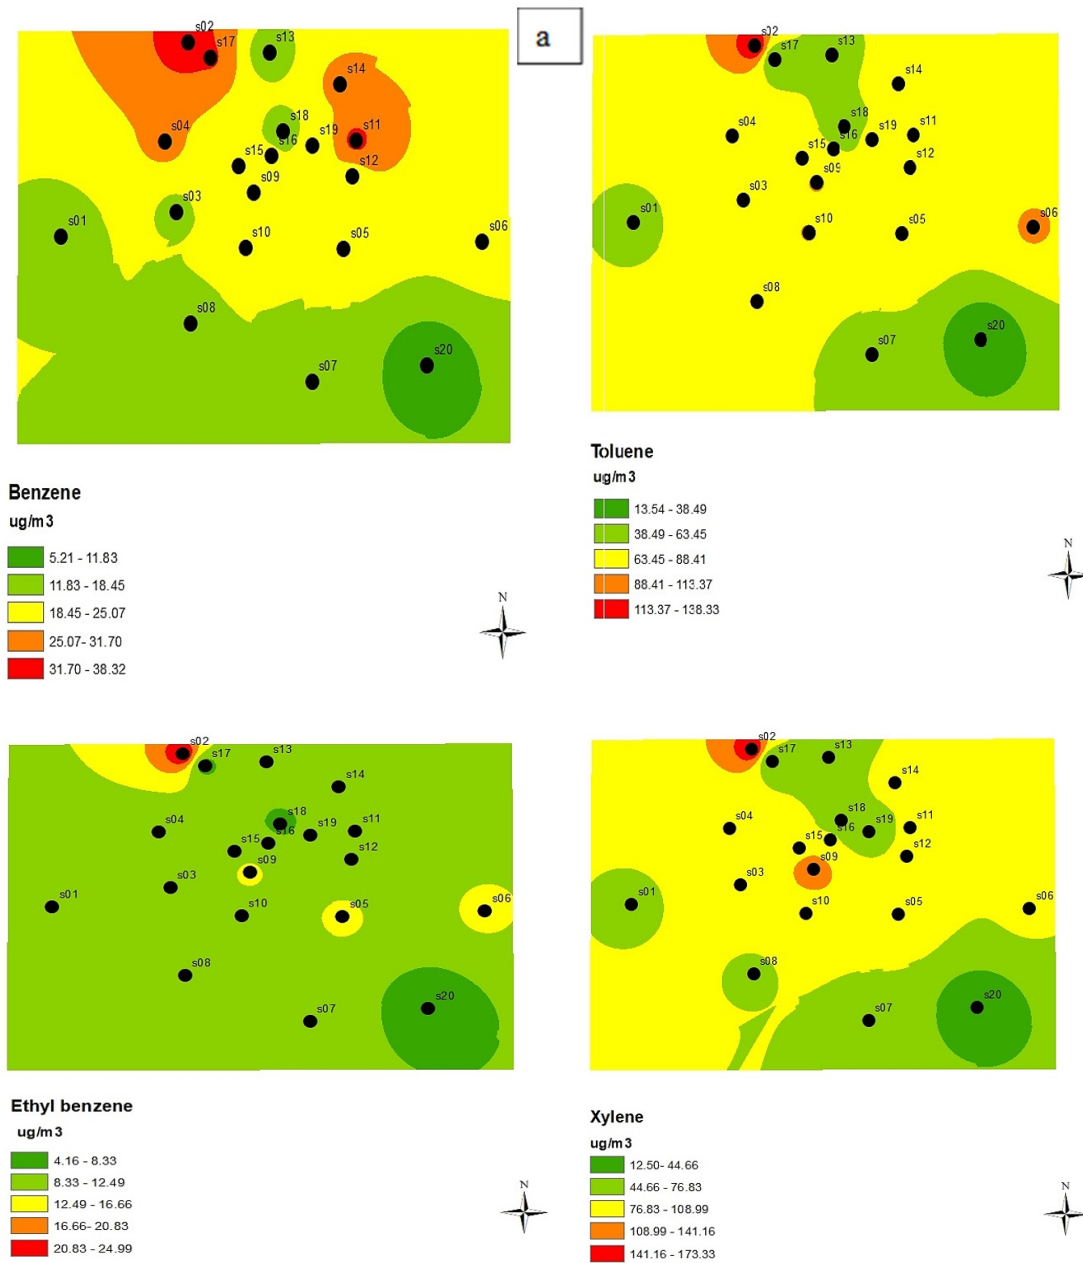 a
s02
s17
s13
s14
s04
s18
s11
s19
s16
s15
s12
s09
s03
s01
s10
s05
s06
s08
s07
s20
Benzene
ug/m3
5.21 - 11.83
11.83 - 18.45
18.45 - 25.07
25.07- 31.70
31.70 - 38.32
N
s17
s13
s14
s04
s18
s11
s19
s16
s15
s12
s09
s03
s01
s10
s05
s06
s08
s07
s20
Toluene
ug/m3
13.54 - 38.49
38.49 - 63.45
63.45 - 88.41
88.41 - 113.37
113.37 - 138.33
N
s02
s17
s13
s14
s04
s18
s11
s19
s16
s15
s12
s09
s03
s01
s10
s05
s06
s08
s07
s20
Ethyl benzene
ug/m3
4.16 - 8.33
8.33 - 12.49
12.49 - 16.66
16.66- 20.83
20.83 - 24.99
N
s02
s17
s13
s14
s04
s18
s11
s19
s16
s15
s12
s09
s03
s01
s10
s05
s06
s08
s07
s20
Xylene
ug/m3
12.50- 44.66
44.66 - 76.83
76.83 - 108.99
108.99 - 141.16
141.16 - 173.33
N